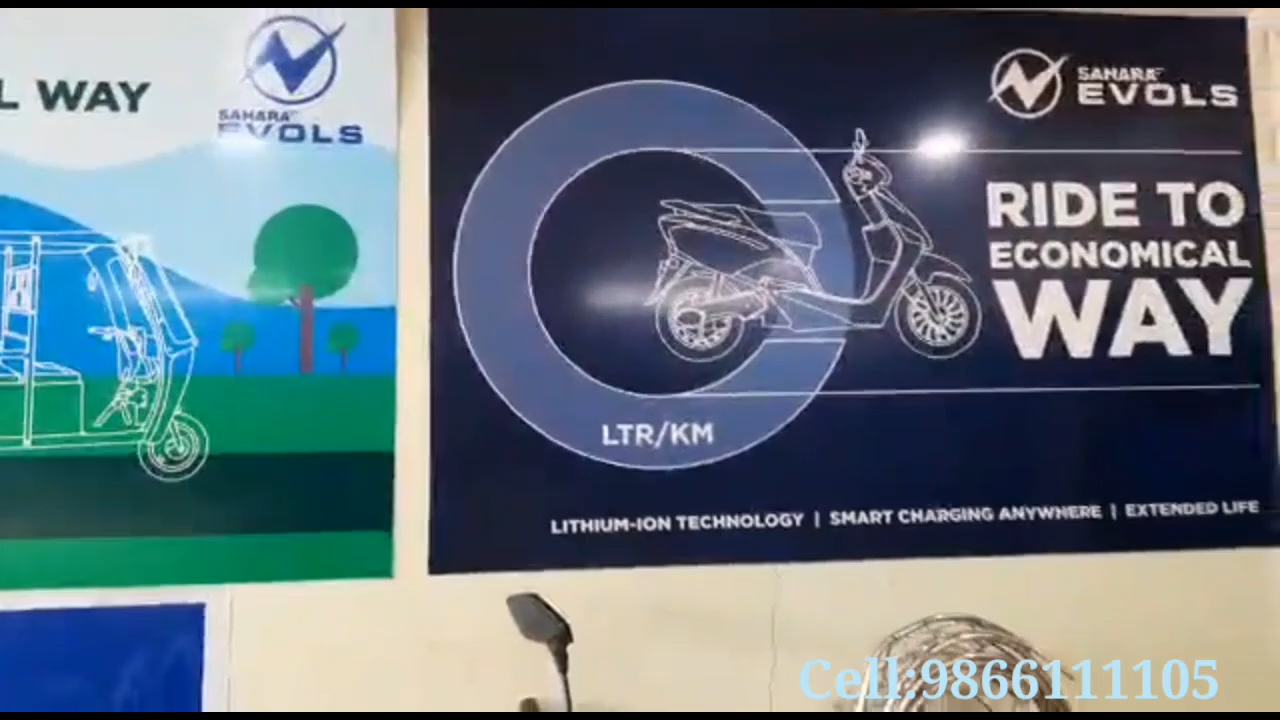 L WAY
SAHARA
EVOLS
SAHARA
EVOLS
RIDE TO
ECONOMICAL
WAY
LTR/KM
LITHIUM-ION TECHNOLOGY | SMART CHARGING ANYWHERE | EXTENDED LIFE
Cell:9866111105